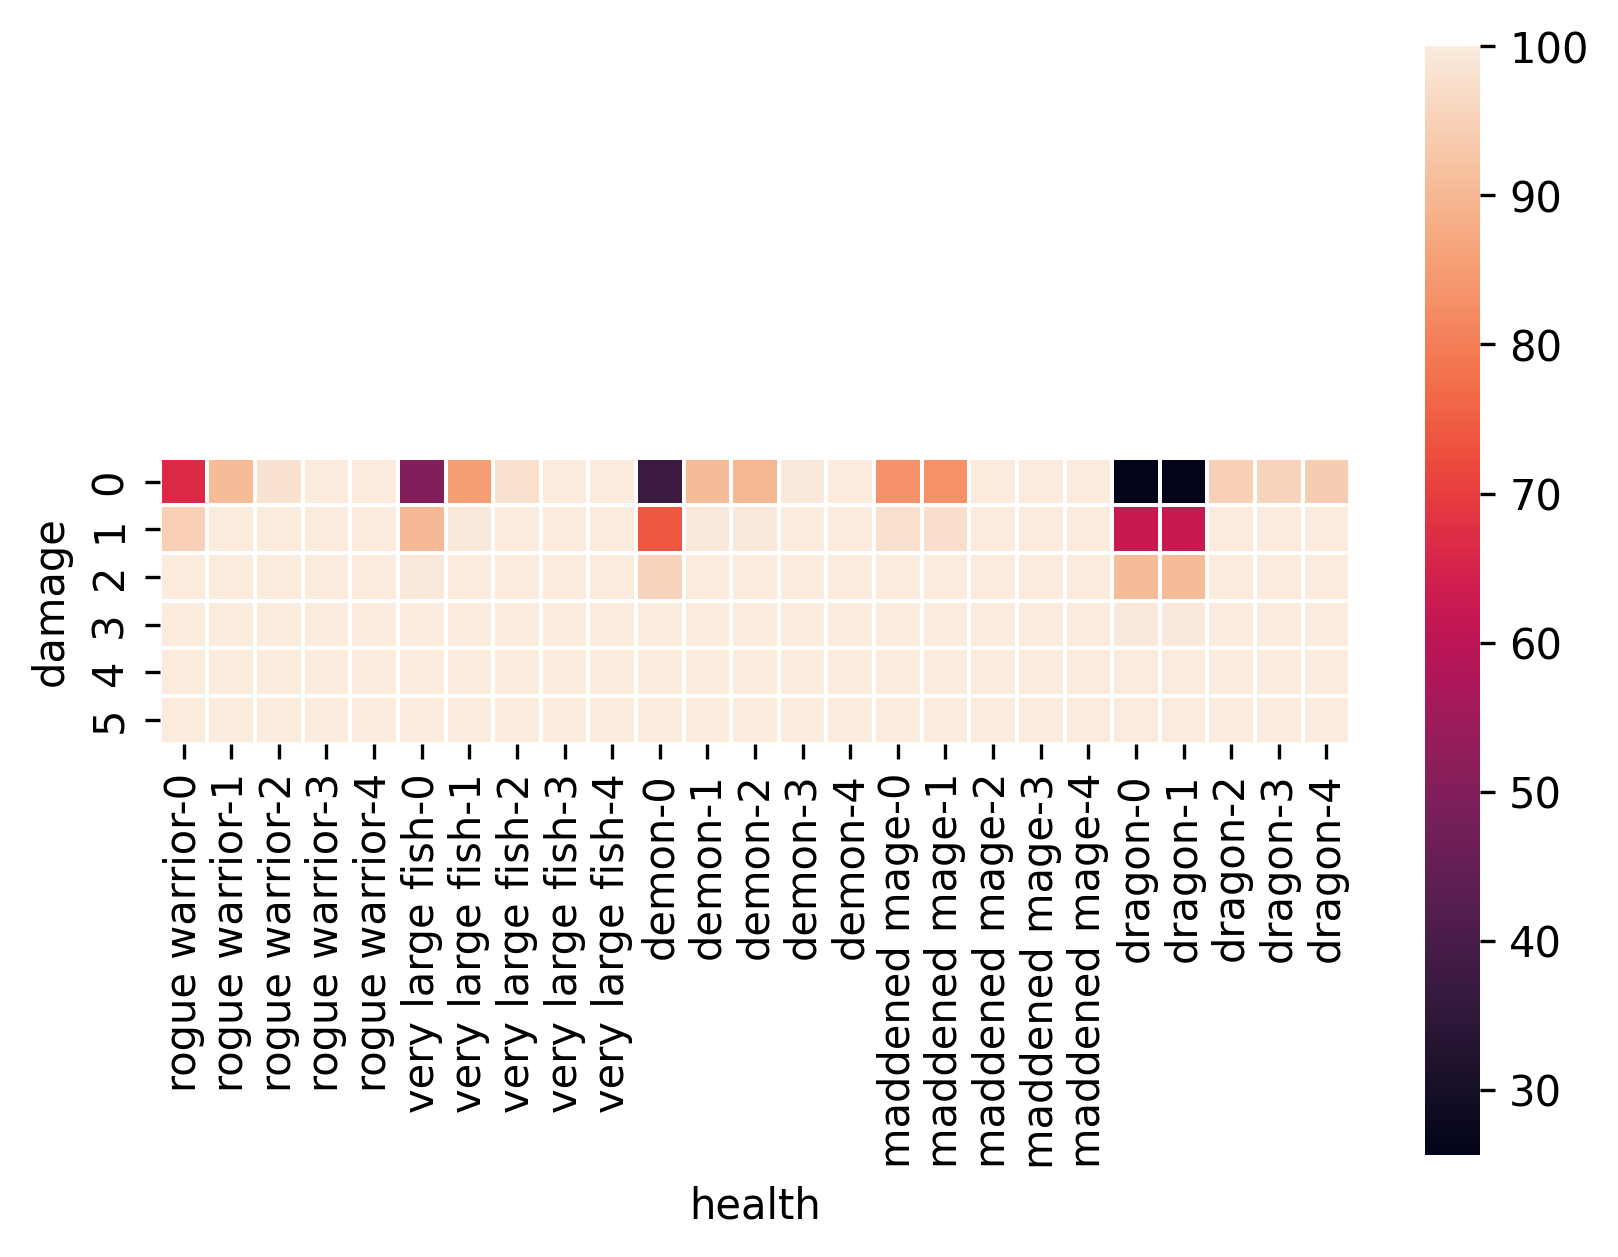 100
90
80
70
60
50
40
30
damage
0
1
2
3
4
5
rogue warrior-0
rogue warrior-1
rogue warrior-2
rogue warrior-3
rogue warrior-4
very large fish-0
very large fish-1
very large fish-2
very large fish-3
very large fish-4
demon-0
demon-1
demon-2
demon-3
demon-4
maddened mage-0
maddened mage-1
maddened mage-2
maddened mage-3
maddened mage-4
dragon-0
dragon-1
dragon-2
dragon-3
dragon-4
health